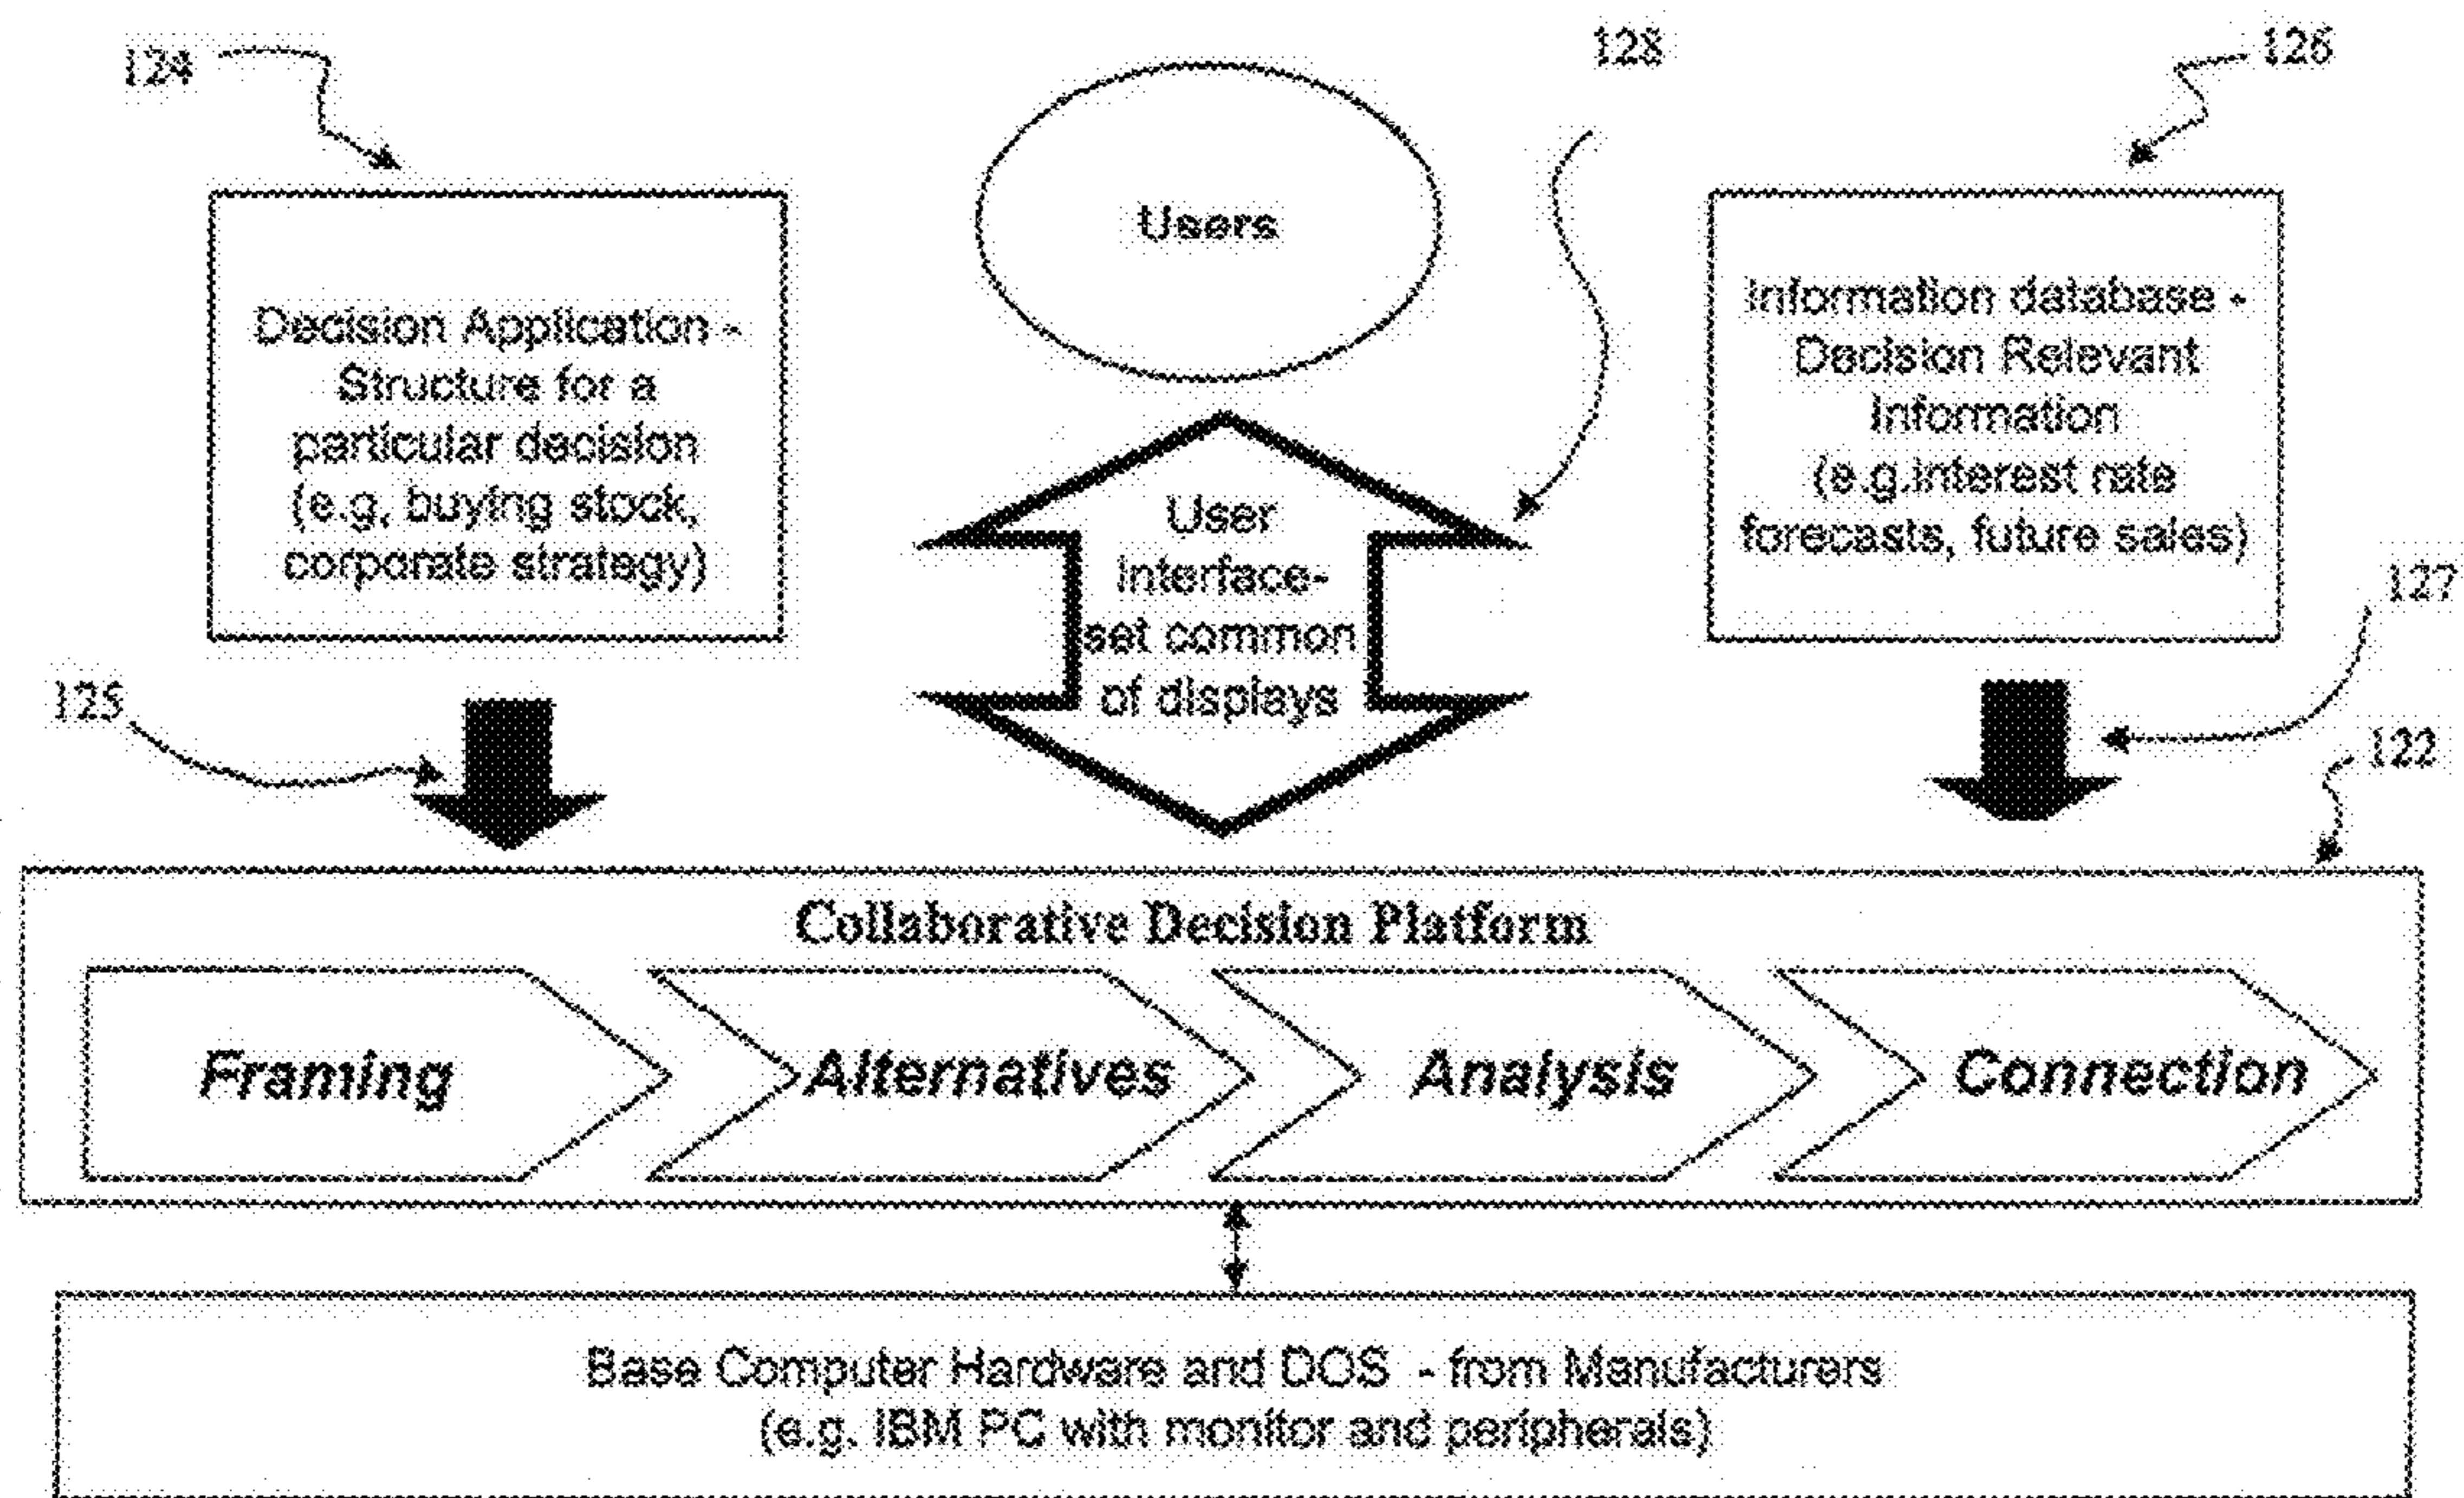 124
128
126
Users
Decision Application -
Structure for a
particular decision
(e.g, buying stock,
corporate strategy)
Information database -
Decision Relevant
Information
(e.g.interest rate
forecasts, future sales)
User
interface-
set common
of displays
125
127
122
Collaborative Decision Platform
Framing
Alternatives
Analysis
Connection
Base Computer Hardware and DOS - from Manufacturers
(e.g. IBM PC with monitor and peripherals)